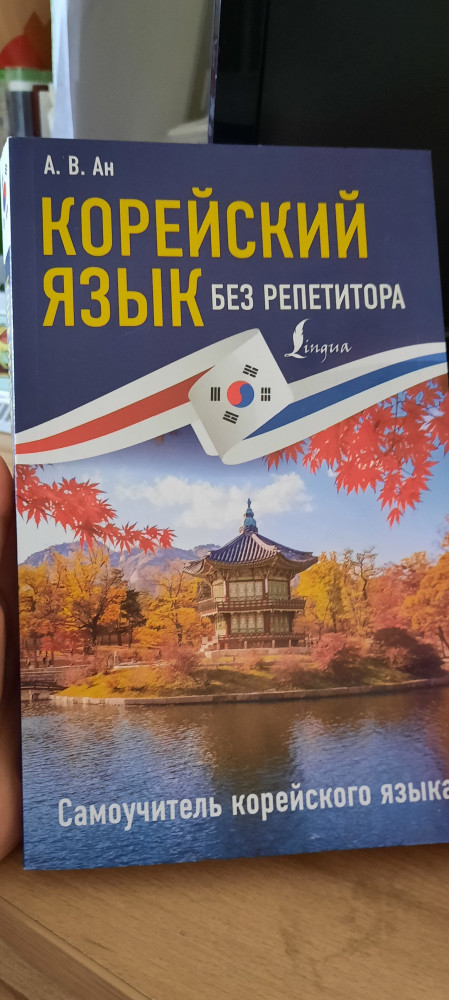 А. В. Ан
КОРЕЙСКИЙ
ЯЗЫК БЕЗ РЕПЕТИТОРА
Lingua
Самоучитель корейского языка